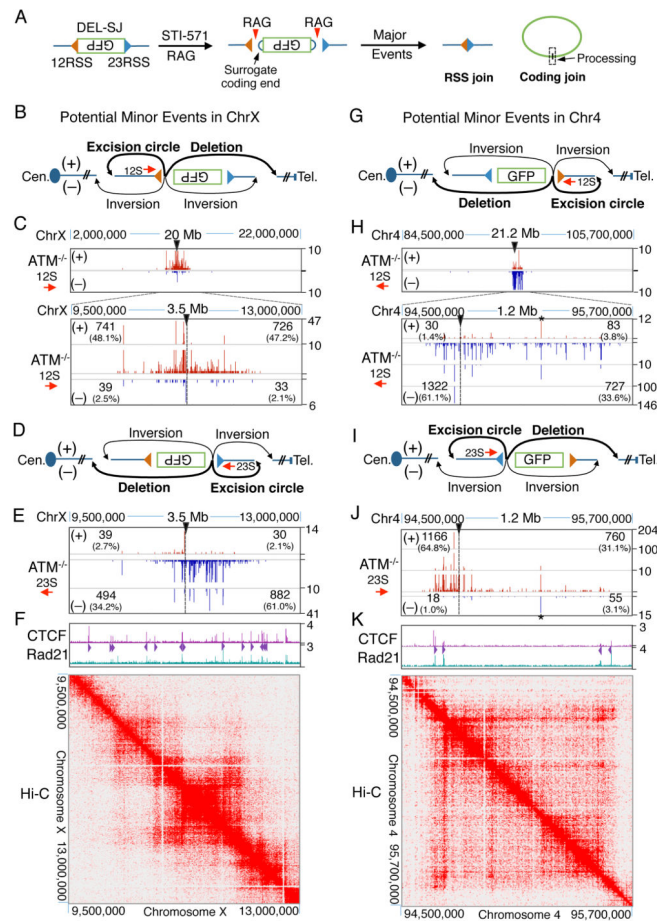 A
DEL-SJ
GFP
12RSS 23RSS
STI-571
RAG
RAG RAG
GFP
Surrogate
coding end
Major
Events
RSS join
Processing
Coding join
B Potential Minor Events in ChrX
Excision circle Deletion
Cen. (+) (−) 12S GFP Tel.
Inversion Inversion
C
ChrX 2,000,000 20 Mb 22,000,000
ATM-/- (+) 10
12S (−) 10
ChrX 9,500,000 3.5 Mb 13,000,000
(+) 741 (48.1%) 726 (47.2%) 47
10
ATM-/-
12S
39 (2.5%) 33 (2.1%)
(−) 6
D
Inversion Inversion
Cen. (+) (−) GFP 23S Tel.
Deletion Excision circle
E
ChrX 9,500,000 3.5 Mb 13,000,000
(+) 39 (2.7%) 30 (2.1%) 14
ATM-/-
23S
494 (34.2%) 882 (61.0%) 10
(−) 41
F
CTCF 4
3
Rad21
Hi-C
9,500,000 Chromosome X 13,000,000
9,500,000 Chromosome X 13,000,000
G Potential Minor Events in Chr4
Inversion Inversion
Cen. (+) (−) GFP 12S Tel.
Deletion Excision circle
H
Chr4 84,500,000 21.2 Mb 105,700,000
ATM-/- (+) 10
12S (−) 10
Chr4 94,500,000 1.2 Mb 95,700,000
(+) 30 (1.4%) * 83 (3.8%) 12
ATM-/-
12S
10
100
1322 (61.1%) 727 (33.6%)
(−) 146
I
Excision circle Deletion
Cen. (+) (−) 23S GFP Tel.
Inversion Inversion
J
Chr4 94,500,000 1.2 Mb 95,700,000
(+) 1166 (64.8%) 760 (31.1%) 204
100
10
ATM-/-
23S
18 (1.0%) 55 (3.1%)
(−) 15
*
K
CTCF 3
4
Rad21
Hi-C
94,500,000 Chromosome 4 95,700,000
94,500,000 Chromosome 4 95,700,000